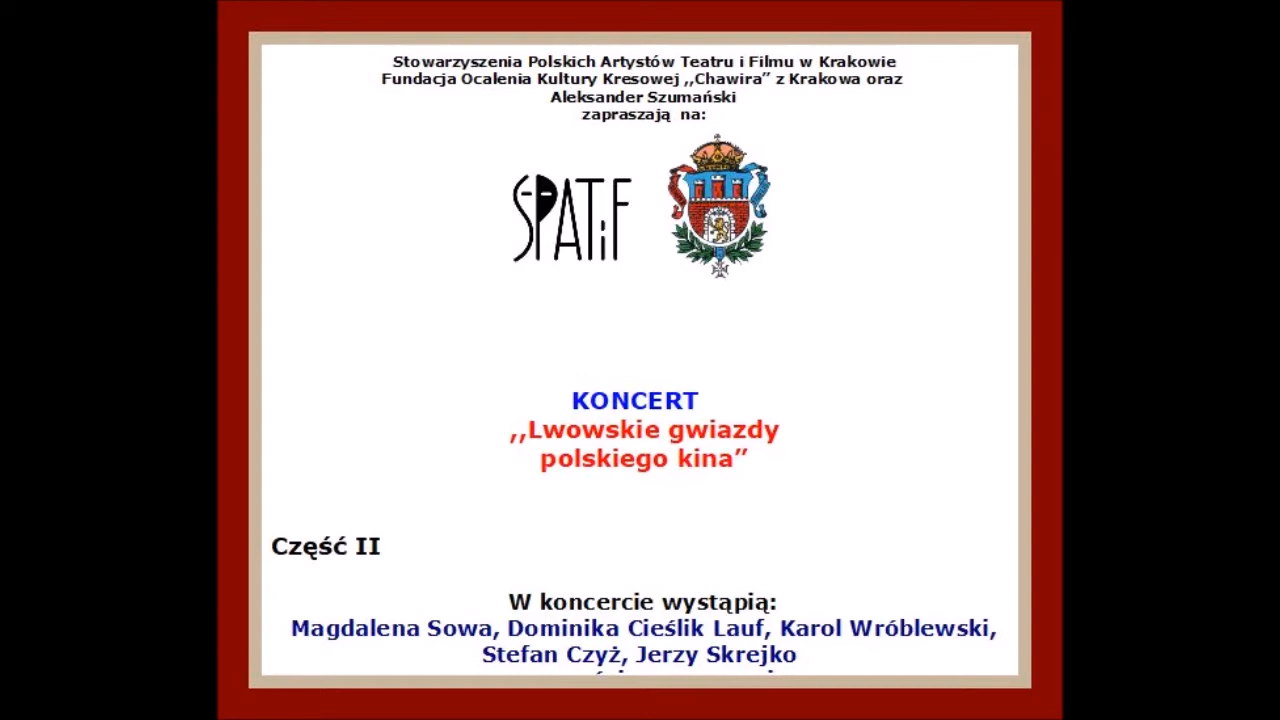 Stowarzyszenia Polskich Artystów Teatru i Filmu w Krakowie
Fundacja Ocalenia Kultury Kresowej ,,Chawira” z Krakowa oraz
Aleksander Szumański
zapraszają na:
SPATiF
KONCERT
,,Lwowskie gwiazdy
polskiego kina”
Część II
W koncercie wystąpią:
Magdalena Sowa, Dominika Cieślik Lauf, Karol Wróblewski,
Stefan Czyż, Jerzy Skrejko